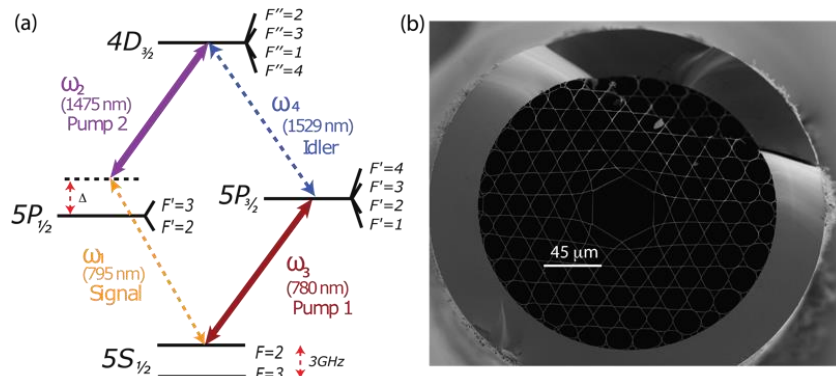 (a)
4D₃/₂
F''=2
F''=3
F''=1
F''=4
ω₂
(1475 nm)
Pump 2
ω₄
(1529 nm)
Idler
Δ
5P₁/₂
F'=3
F'=2
5P₃/₂
F'=4
F'=3
F'=2
F'=1
ω₁
(795 nm)
Signal
ω₃
(780 nm)
Pump 1
5S₁/₂
F=2
F=3
3GHz
(b)
45 μm